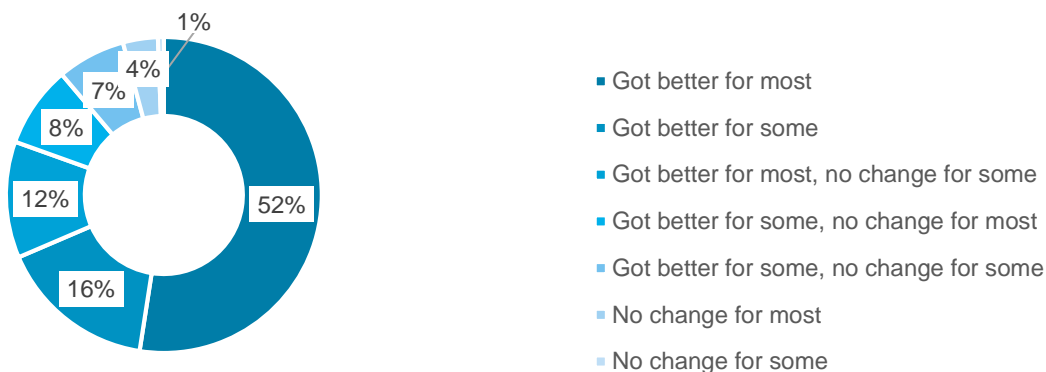 1%
4%
7%
8%
12%
16%
52%
Got better for most
Got better for some
Got better for most, no change for some
Got better for some, no change for most
Got better for some, no change for some
No change for most
No change for some